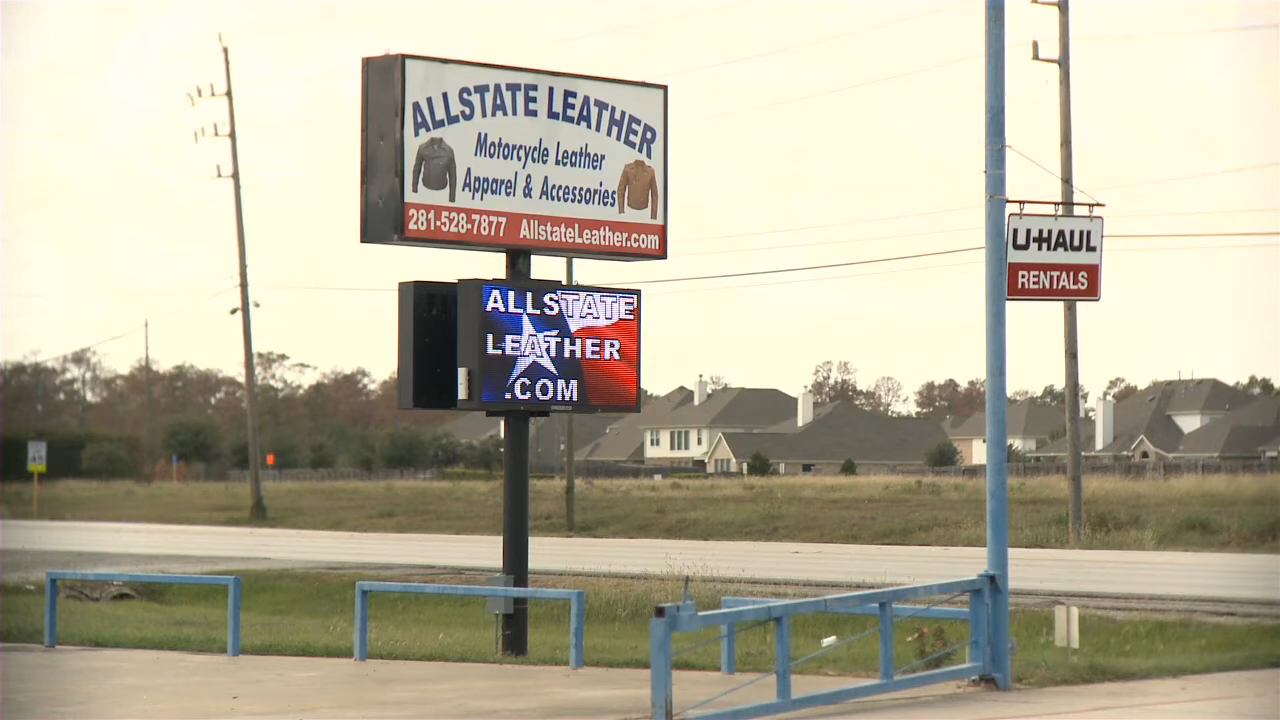 ALLSTATE LEATHER
Motorcycle Leather
Apparel & Accessories
281-528-7877 AllstateLeather.com
ALLSTATE
LEATHER
.COM
U-HAUL
RENTALS